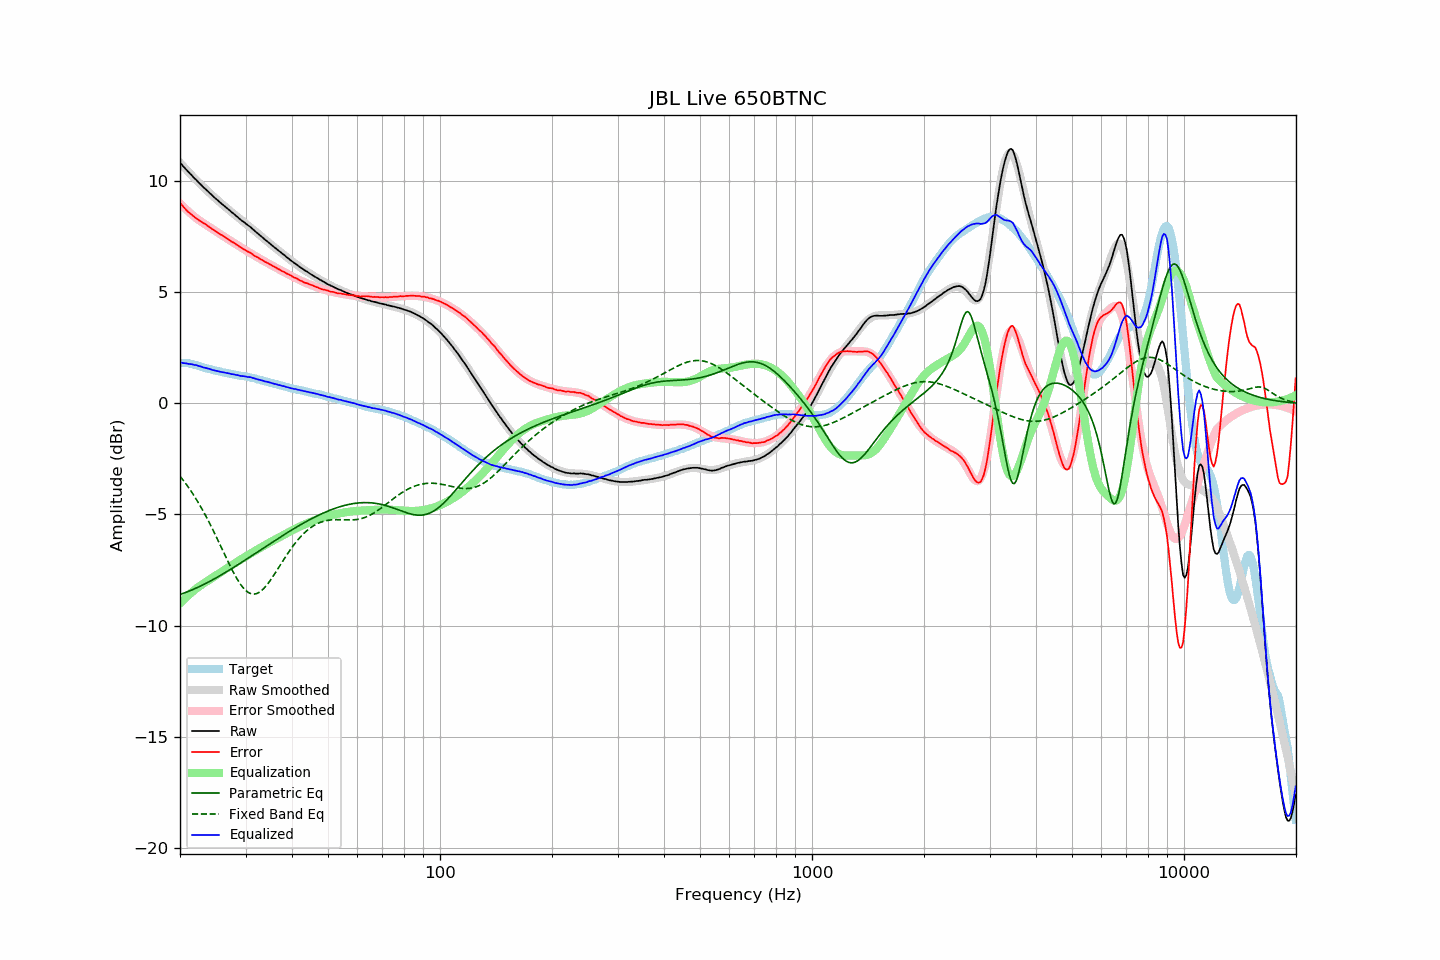 JBL Live 650BTNC
Amplitude (dBr)
10
5
0
−5
−10
−15
−20
Target
Raw Smoothed
Error Smoothed
Raw
Error
Equalization
Parametric Eq
Fixed Band Eq
Equalized
100
1000
10000
Frequency (Hz)